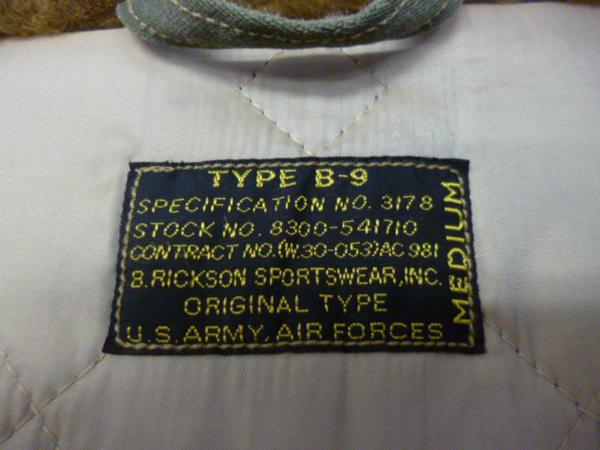 TYPE B-9
SPECIFICATION NO. 3178
STOCK NO. 8300-541710
CONTRACT NO.(W.30-053)AC 981
B.RICKSON SPORTSWEAR,INC.
ORIGINAL TYPE
U.S.ARMY,AIR FORCES
MEDIUM